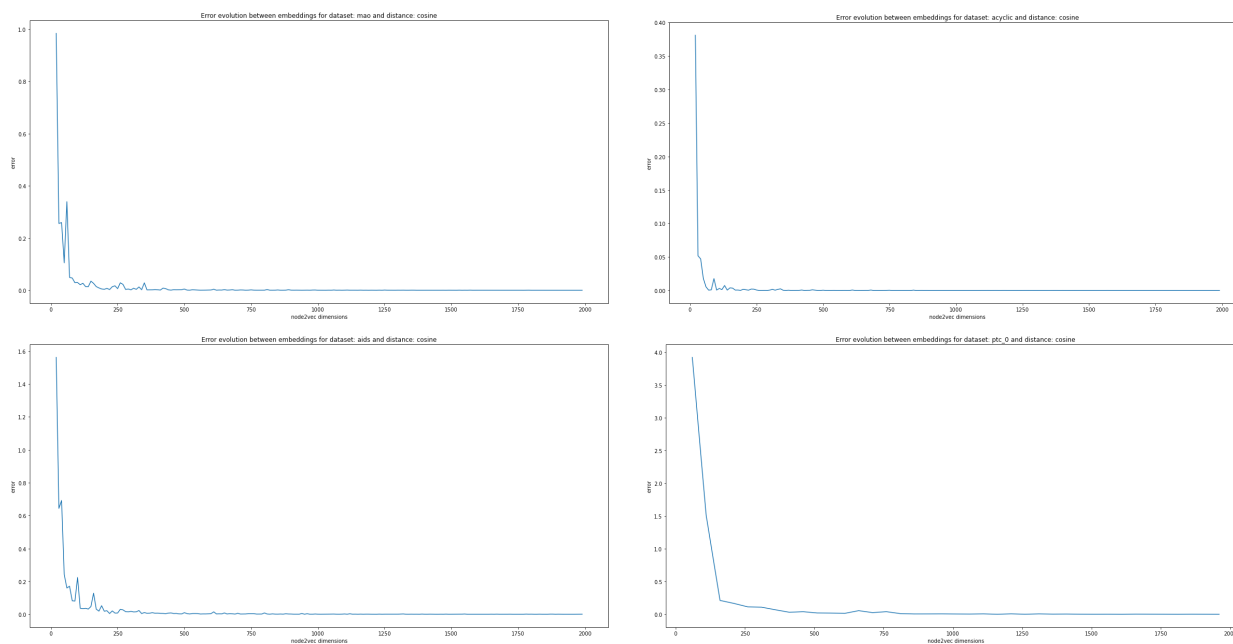 Error evolution between embeddings for dataset: mao and distance: cosine
1.0
0.8
0.6
0.4
0.2
0.0
error
0 250 500 750 1000 1250 1500 1750 2000
node2vec dimensions
Error evolution between embeddings for dataset: acyclic and distance: cosine
0.40
0.35
0.30
0.25
0.20
0.15
0.10
0.05
0.00
error
0 250 500 750 1000 1250 1500 1750 2000
node2vec dimensions
Error evolution between embeddings for dataset: aids and distance: cosine
1.6
1.4
1.2
1.0
0.8
0.6
0.4
0.2
0.0
error
0 250 500 750 1000 1250 1500 1750 2000
node2vec dimensions
Error evolution between embeddings for dataset: ptc_0 and distance: cosine
4.0
3.5
3.0
2.5
2.0
1.5
1.0
0.5
0.0
error
0 250 500 750 1000 1250 1500 1750 200
node2vec dimensions